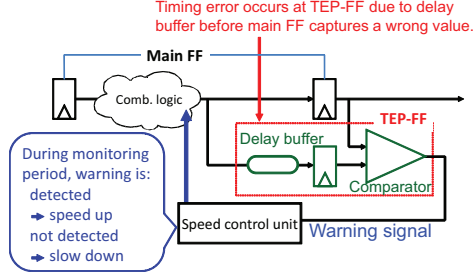 Timing error occurs at TEP-FF due to delay
buffer before main FF captures a wrong value.
Main FF
Comb. logic
TEP-FF
Delay buffer
Comparator
During monitoring
period, warning is:
detected
➡ speed up
not detected
➡ slow down
Speed control unit
Warning signal